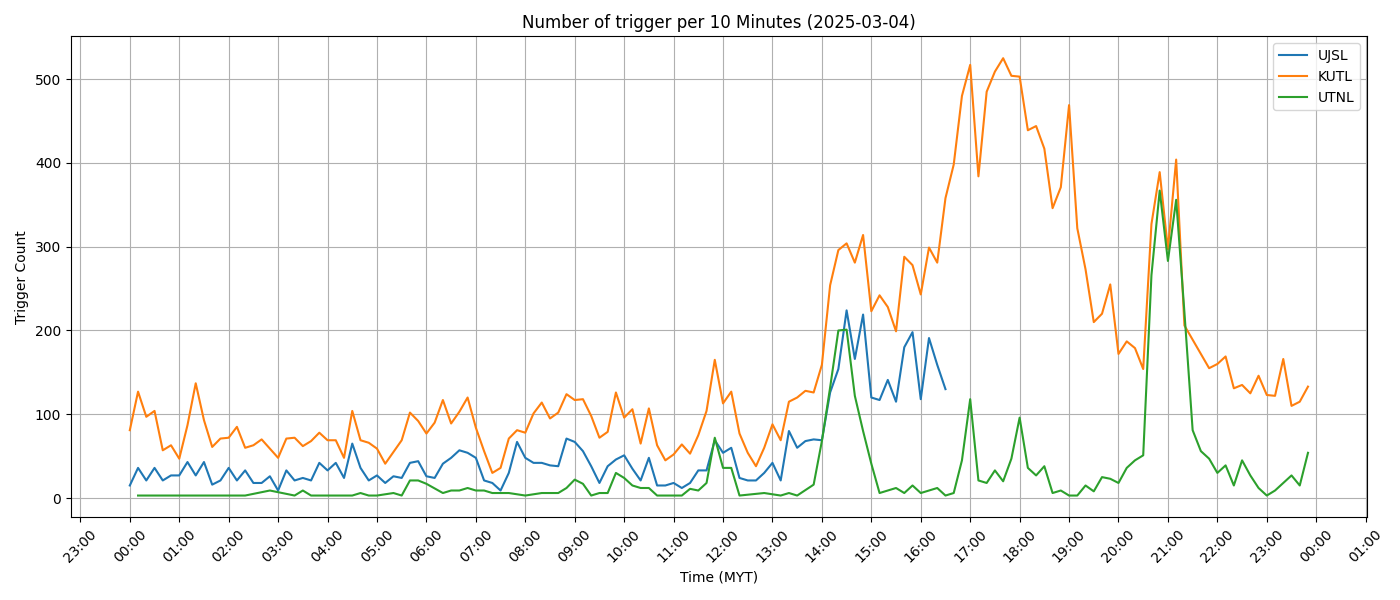 Number of trigger per 10 Minutes (2025-03-04)
UJSL
KUTL
UTNL
Trigger Count
500
400
300
200
100
0
23:00 00:00 01:00 02:00 03:00 04:00 05:00 06:00 07:00 08:00 09:00 10:00 11:00 12:00 13:00 14:00 15:00 16:00 17:00 18:00 19:00 20:00 21:00 22:00 23:00 00:00 01:00
Time (MYT)